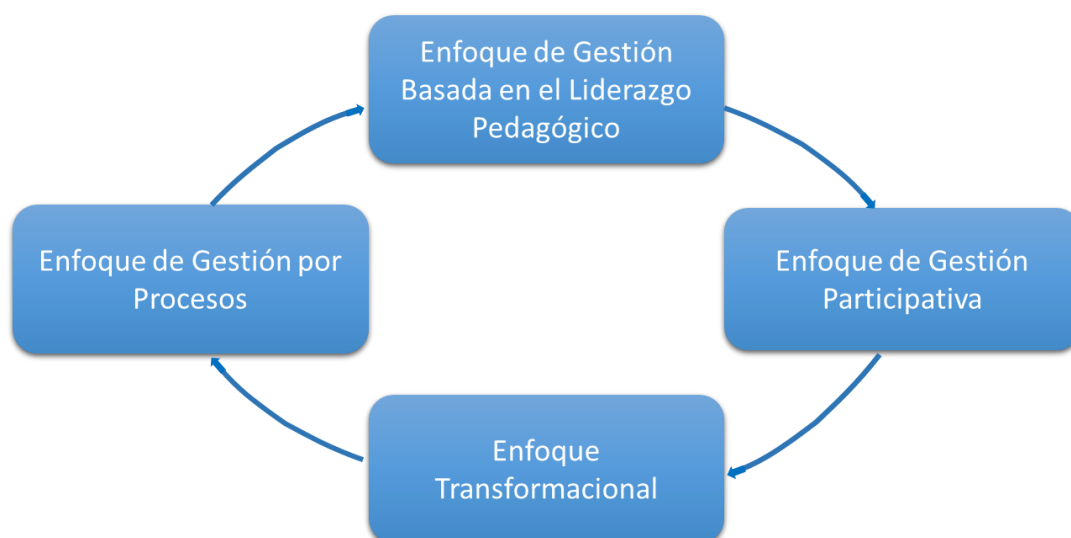 Enfoque de Gestión
Basada en el Liderazgo
Pedagógico
Enfoque de Gestión por
Procesos
Enfoque de Gestión
Participativa
Enfoque
Transformacional